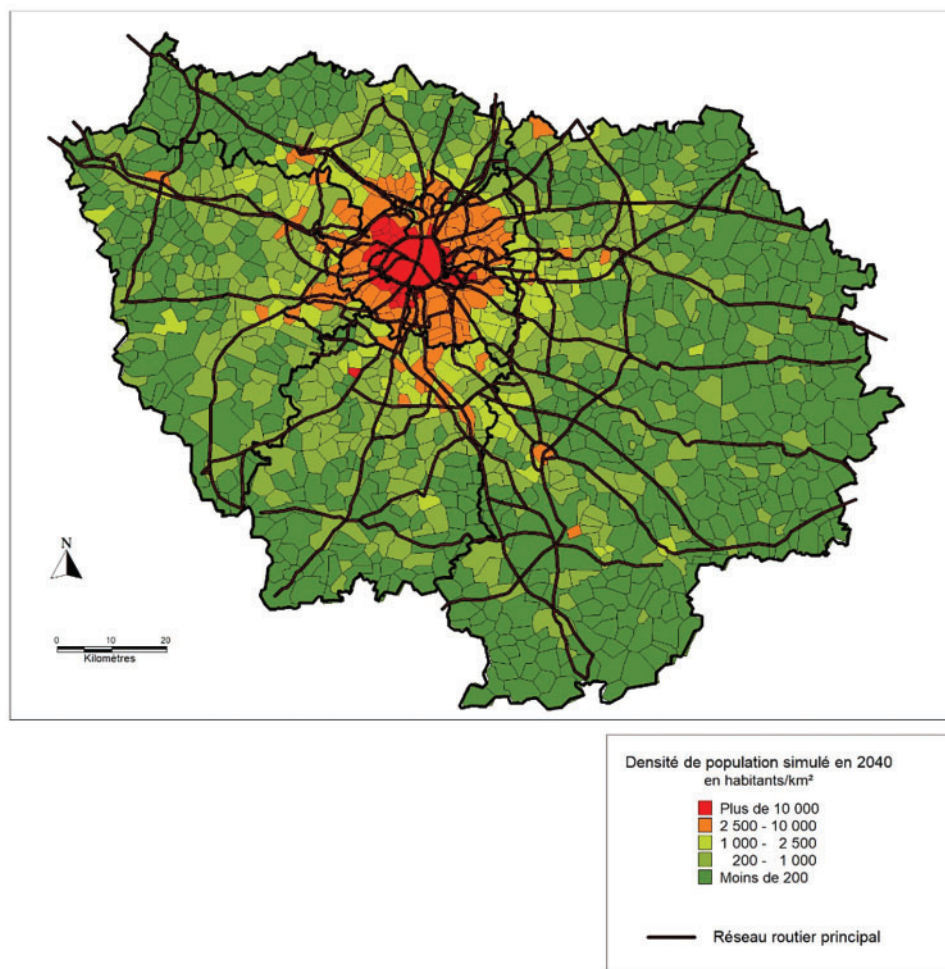 N
0 10 20
Kilomètres
Densité de population simulé en 2040
en habitants/km²
Plus de 10 000
2 500 - 10 000
1 000 - 2 500
200 - 1 000
Moins de 200
Réseau routier principal